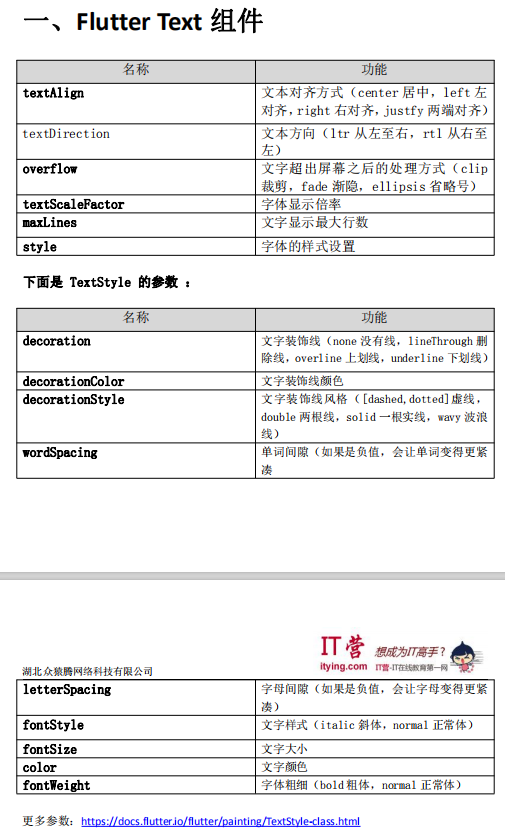 一、Flutter Text 组件
名称 功能
textAlign 文本对齐方式（center 居中，left 左
对齐，right 右对齐，justfy 两端对齐）
textDirection 文本方向（ltr 从左至右，rtl 从右至
左）
overflow 文字超出屏幕之后的处理方式（clip
裁剪，fade 渐隐，ellipsis 省略号）
textScaleFactor 字体显示倍率
maxLines 文字显示最大行数
style 字体的样式设置
下面是 TextStyle 的参数 ：
名称 功能
decoration 文字装饰线（none 没有线，lineThrough 删
除线，overline 上划线，underline 下划线）
decorationColor 文字装饰线颜色
decorationStyle 文字装饰线风格（[dashed,dotted]虚线，
double 两根线，solid 一根实线，wavy 波浪
线）
wordSpacing 单词间隙（如果是负值，会让单词变得更紧
凑
IT营
itying.com
想成为IT高手？
IT营-IT在线教育第一网
湖北众猿腾网络科技有限公司
letterSpacing 字母间隙（如果是负值，会让字母变得更紧
凑）
fontStyle 文字样式（italic 斜体，normal 正常体）
fontSize 文字大小
color 文字颜色
fontWeight 字体粗细（bold 粗体，normal 正常体）
更多参数：https://docs.flutter.io/flutter/painting/TextStyle-class.html